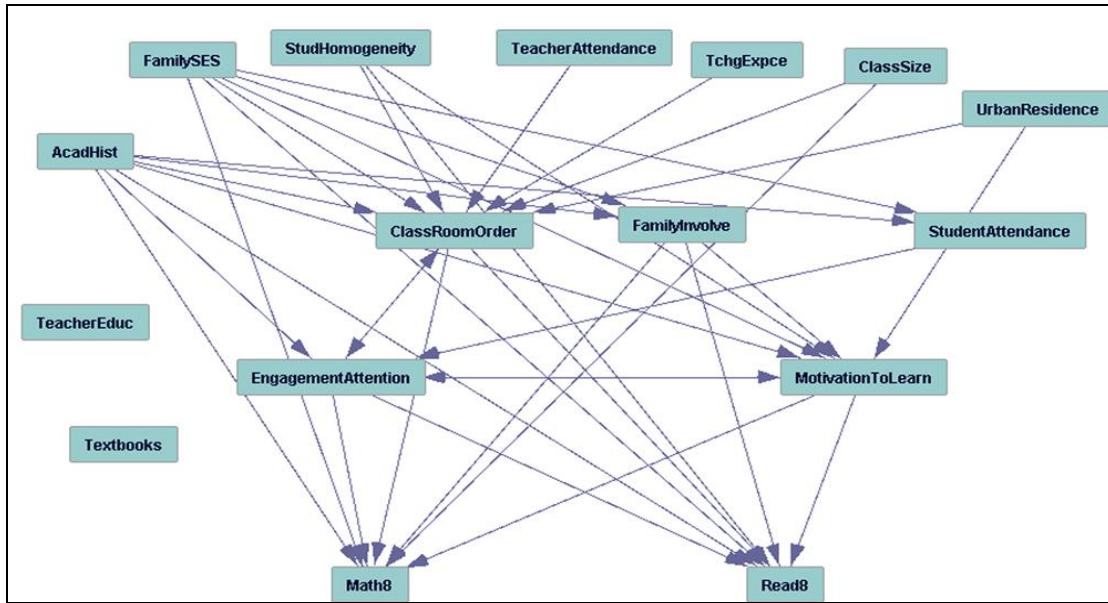 FamilySES
StudHomogeneity
TeacherAttendance
TchgExpce
ClassSize
UrbanResidence
AcadHist
ClassRoomOrder
FamilyInvolve
StudentAttendance
TeacherEduc
EngagementAttention
MotivationToLearn
Textbooks
Math8
Read8